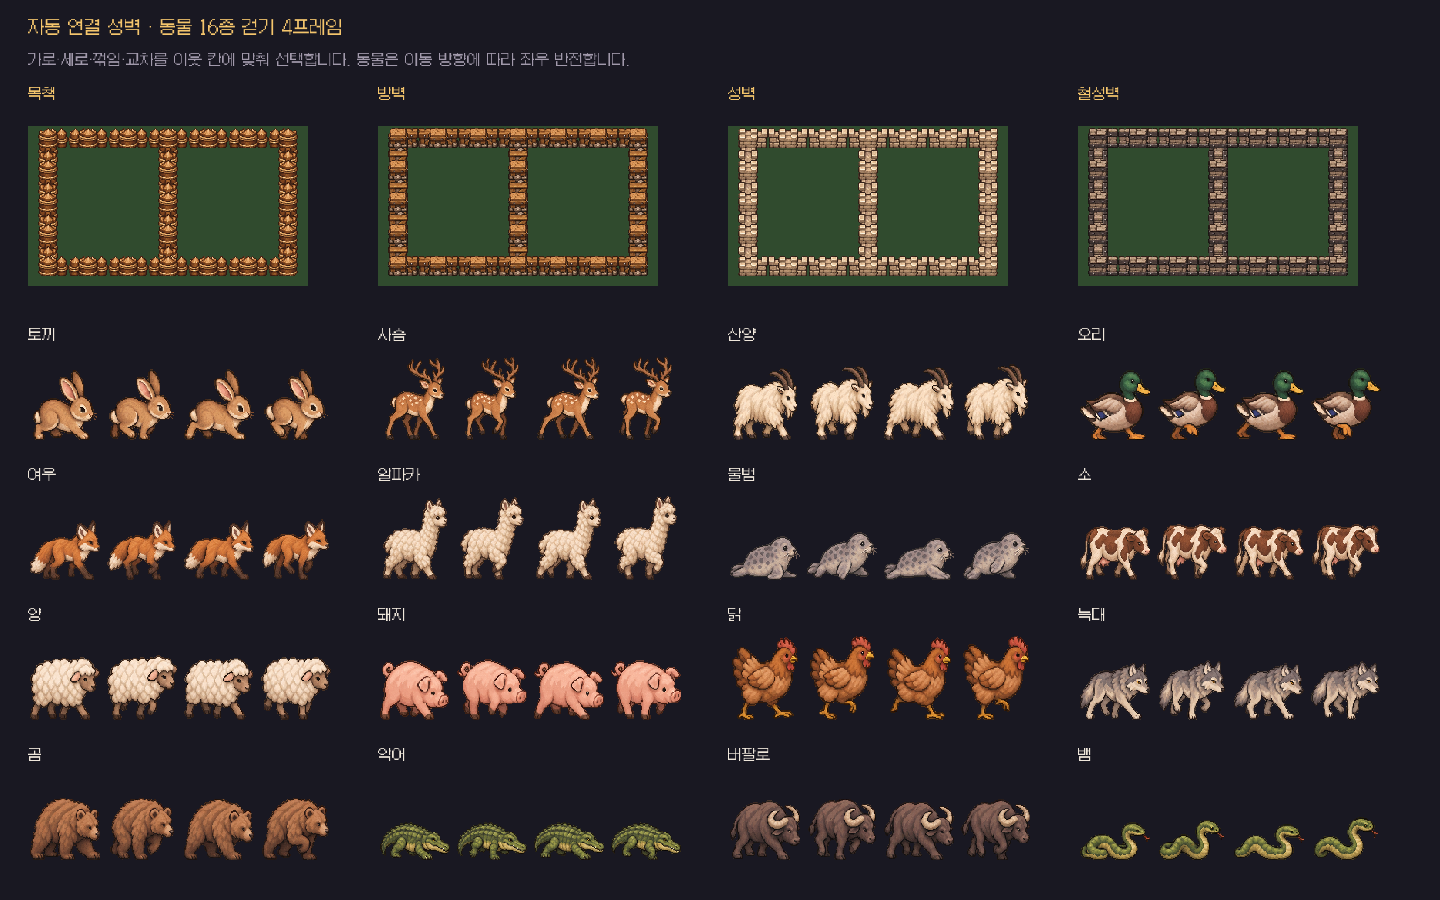 자동 연결 성벽 · 동물 16종 걷기 4프레임
가로·세로·꺾임·교차를 이웃 칸에 맞춰 선택합니다. 동물은 이동 방향에 따라 좌우 반전합니다.
목책
방벽
성벽
철성벽
토끼
사슴
산양
오리
여우
알파카
물범
소
양
돼지
닭
늑대
곰
악어
버팔로
뱀